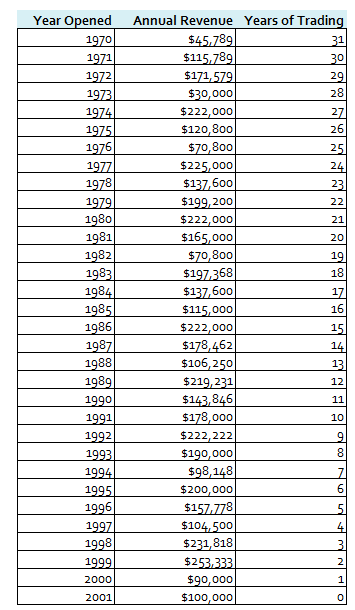 Year Opened Annual Revenue Years of Trading
1970 $45,789 31
1971 $115,789 30
1972 $171,579 29
1973 $30,000 28
1974 $222,000 27
1975 $120,800 26
1976 $70,800 25
1977 $225,000 24
1978 $137,600 23
1979 $199,200 22
1980 $222,000 21
1981 $165,000 20
1982 $70,800 19
1983 $197,368 18
1984 $137,600 17
1985 $115,000 16
1986 $222,000 15
1987 $178,462 14
1988 $106,250 13
1989 $219,231 12
1990 $143,846 11
1991 $178,000 10
1992 $222,222 9
1993 $190,000 8
1994 $98,148 7
1995 $200,000 6
1996 $157,778 5
1997 $104,500 4
1998 $231,818 3
1999 $253,333 2
2000 $90,000 1
2001 $100,000 0